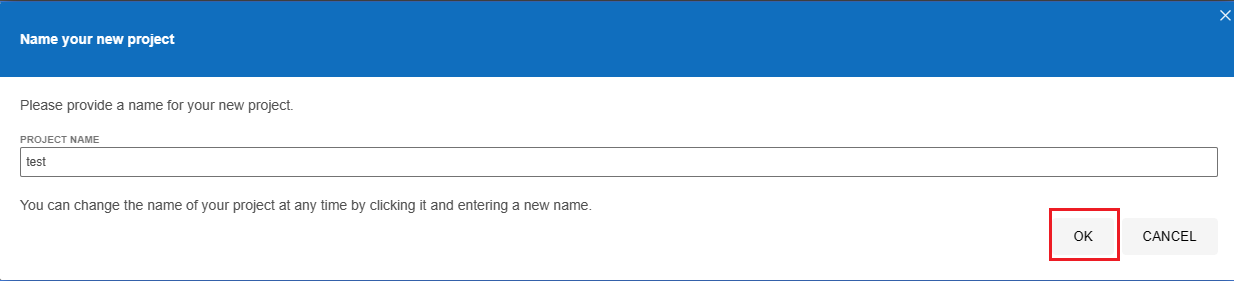 Name your new project
Please provide a name for your new project.
PROJECT NAME
test
You can change the name of your project at any time by clicking it and entering a new name.
OK CANCEL